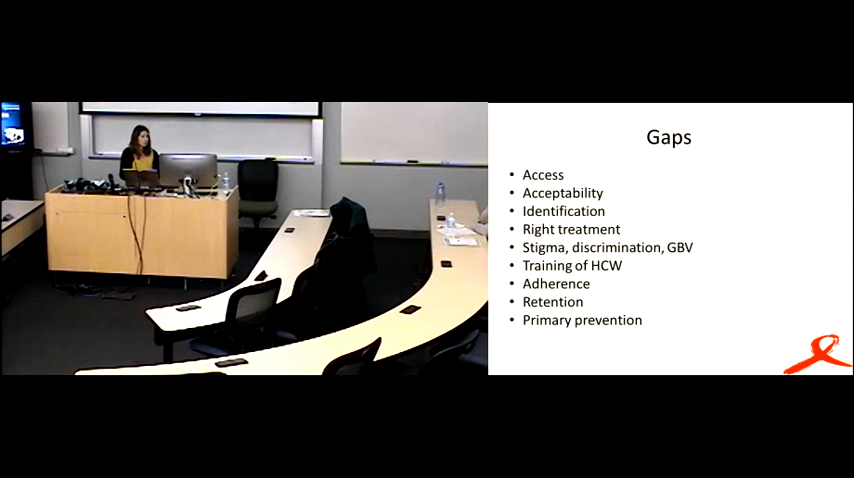 Gaps
• Access
• Acceptability
• Identification
• Right treatment
• Stigma, discrimination, GBV
• Training of HCW
• Adherence
• Retention
• Primary prevention